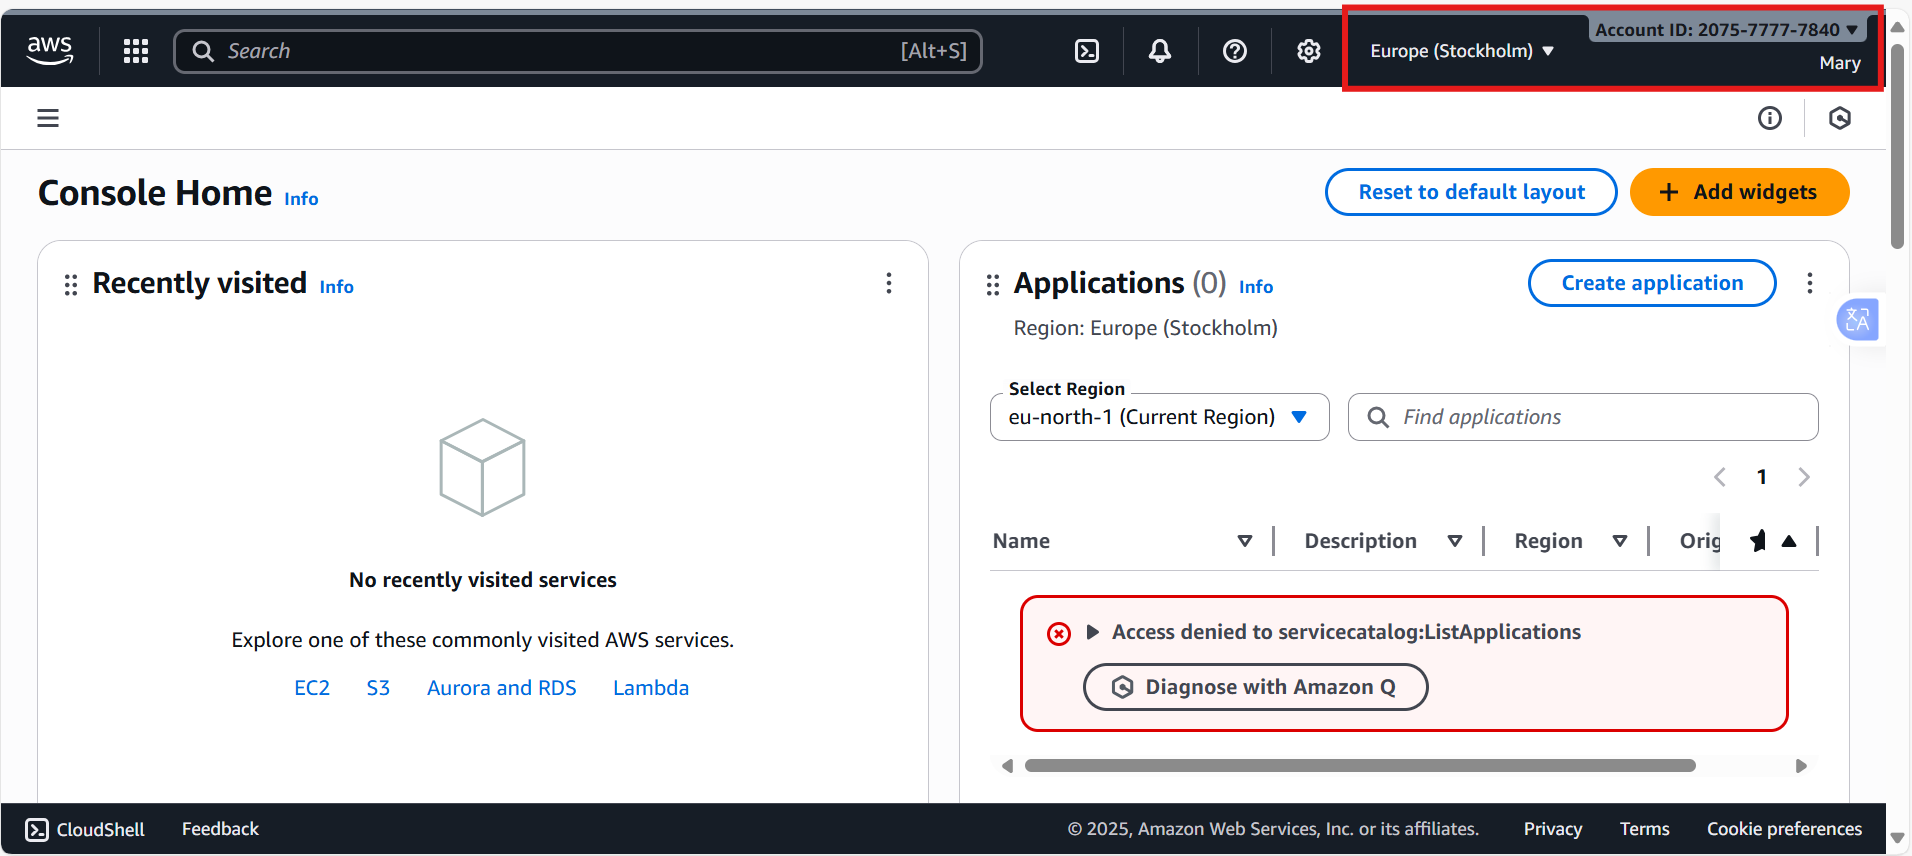 aws
Search [Alt+S]
Europe (Stockholm)
Account ID: 2075-7777-7840
Mary
Console Home Info
Reset to default layout
Add widgets
Recently visited Info
No recently visited services
Explore one of these commonly visited AWS services.
EC2 S3 Aurora and RDS Lambda
Applications (0) Info
Create application
Region: Europe (Stockholm)
Select Region
eu-north-1 (Current Region)
Find applications
1
Name Description Region Orig
Access denied to servicecatalog:ListApplications
Diagnose with Amazon Q
文A
CloudShell Feedback © 2025, Amazon Web Services, Inc. or its affiliates. Privacy Terms Cookie preferences